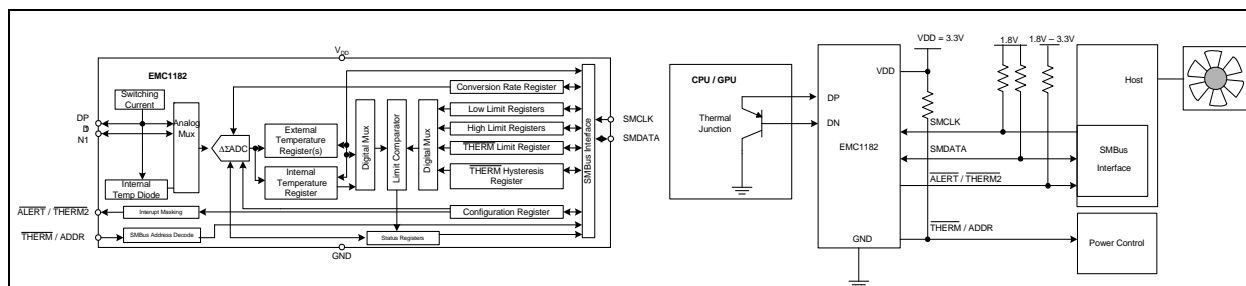 V_DD
EMC1182
Switching
Current
DP
D
N1
Analog
Mux
ΔΣADC
Internal
Temp Diode
External
Temperature
Register(s)
Internal
Temperature
Register
Digital Mux
Limit Comparator
Digital Mux
Conversion Rate Register
Low Limit Registers
High Limit Registers
THERM Limit Register
THERM Hysteresis
Register
Configuration Register
SMBus Interface
SMCLK
SMDATA
ALERT / THERM2
Interupt Masking
THERM / ADDR
SMBus Address Decode
Status Registers
GND
CPU / GPU
Thermal
Junction
VDD = 3.3V
1.8V
1.8V – 3.3V
VDD
DP
DN
EMC1182
GND
SMCLK
SMDATA
ALERT / THERM2
THERM / ADDR
Host
SMBus
Interface
Power Control